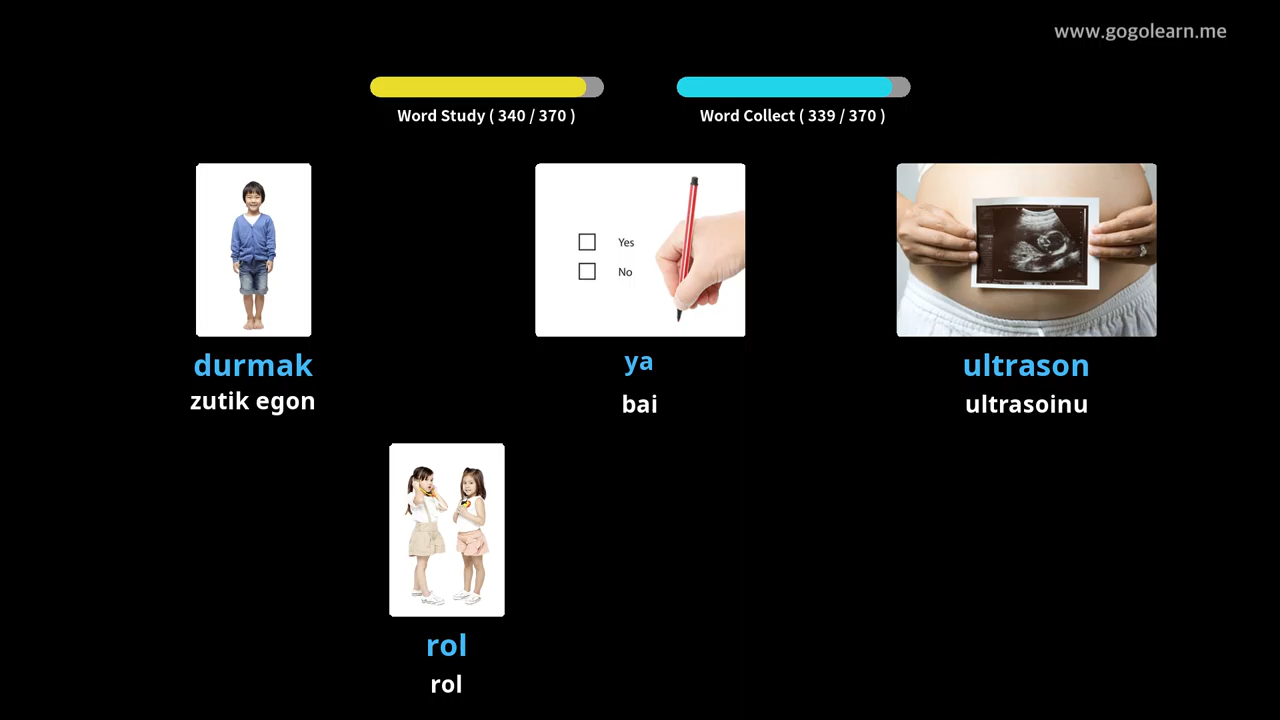 www.gogolearn.me
Word Study ( 340 / 370 )
Word Collect ( 339 / 370 )
Yes
No
durmak
zutik egon
ya
bai
ultrason
ultrasoinu
rol
rol